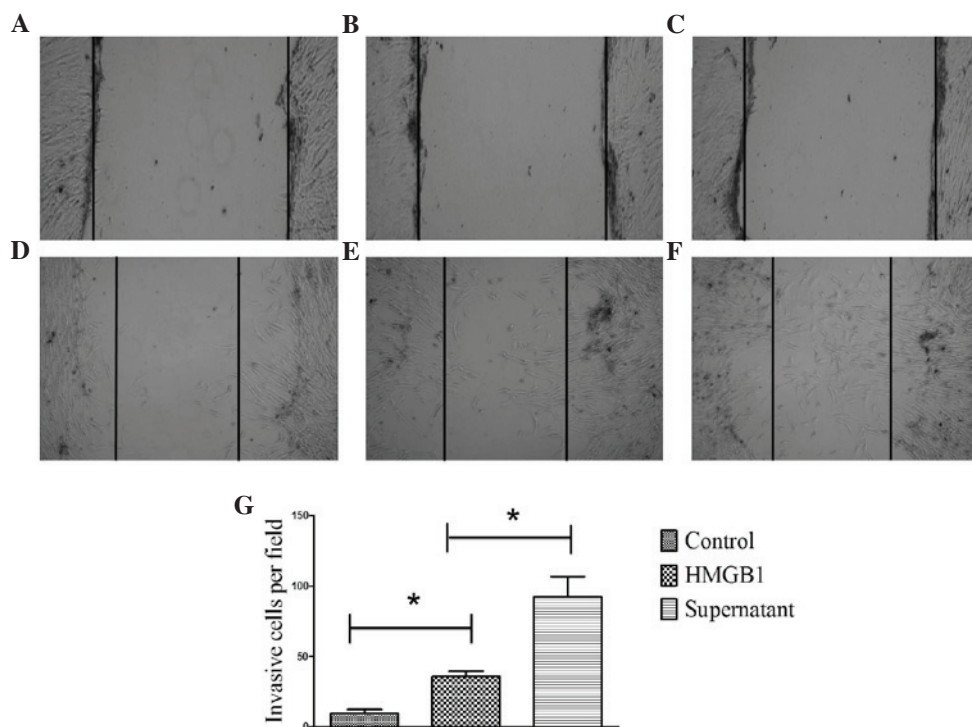 A
B
C
D
E
F
G
Invasive cells per field
150
100
50
0
*
*
Control
HMGB1
Supernatant